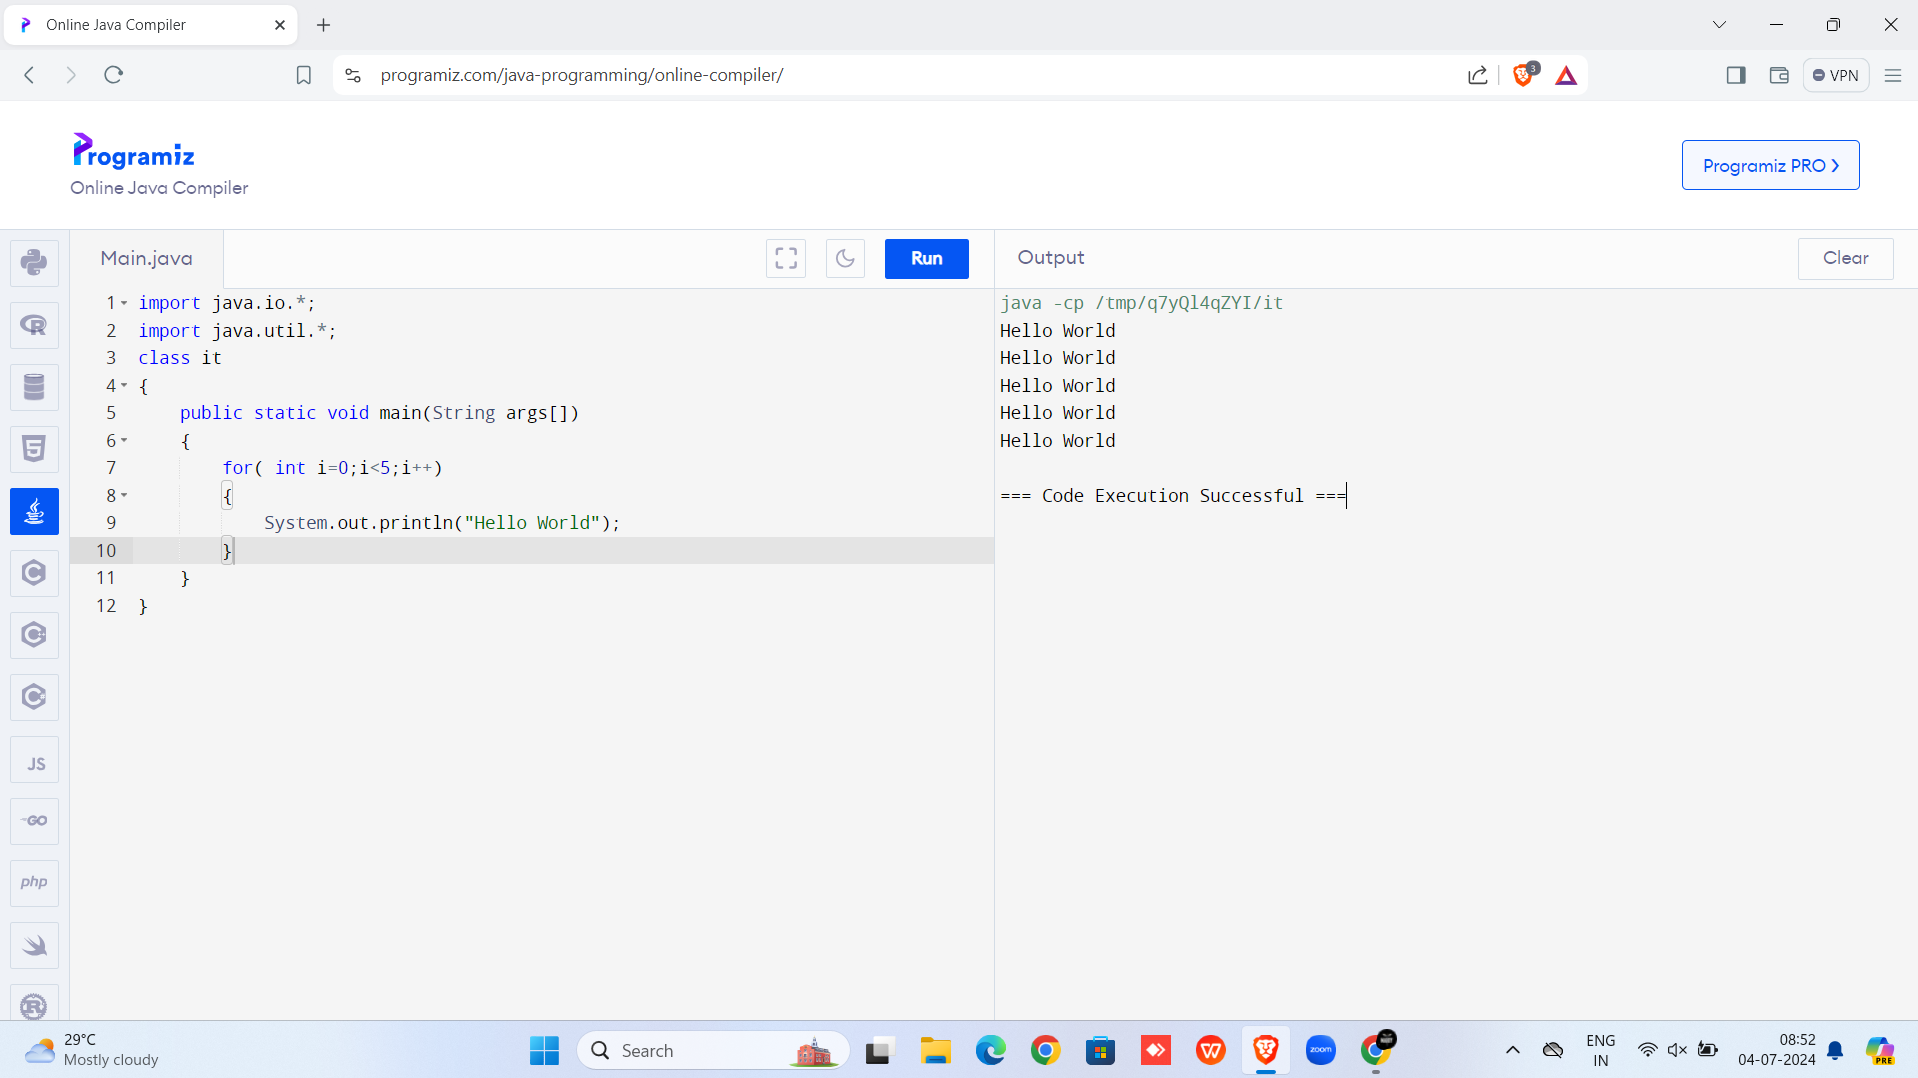 Online Java Compiler
programiz.com/java-programming/online-compiler/
3
VPN
Programiz
Online Java Compiler
Programiz PRO
Main.java
Run
Output
Clear
1 import java.io.*;
2 import java.util.*;
3 class it
4 {
5 public static void main(String args[])
6 {
7 for( int i=0;i<5;i++)
8 {
9 System.out.println("Hello World");
10 }
11 }
12 }
java -cp /tmp/q7yQl4qZYI/it
Hello World
Hello World
Hello World
Hello World
Hello World
=== Code Execution Successful ===
JS
GO
php
29°C
Mostly cloudy
Search
zoom
ENG
IN
08:52
04-07-2024
PRE